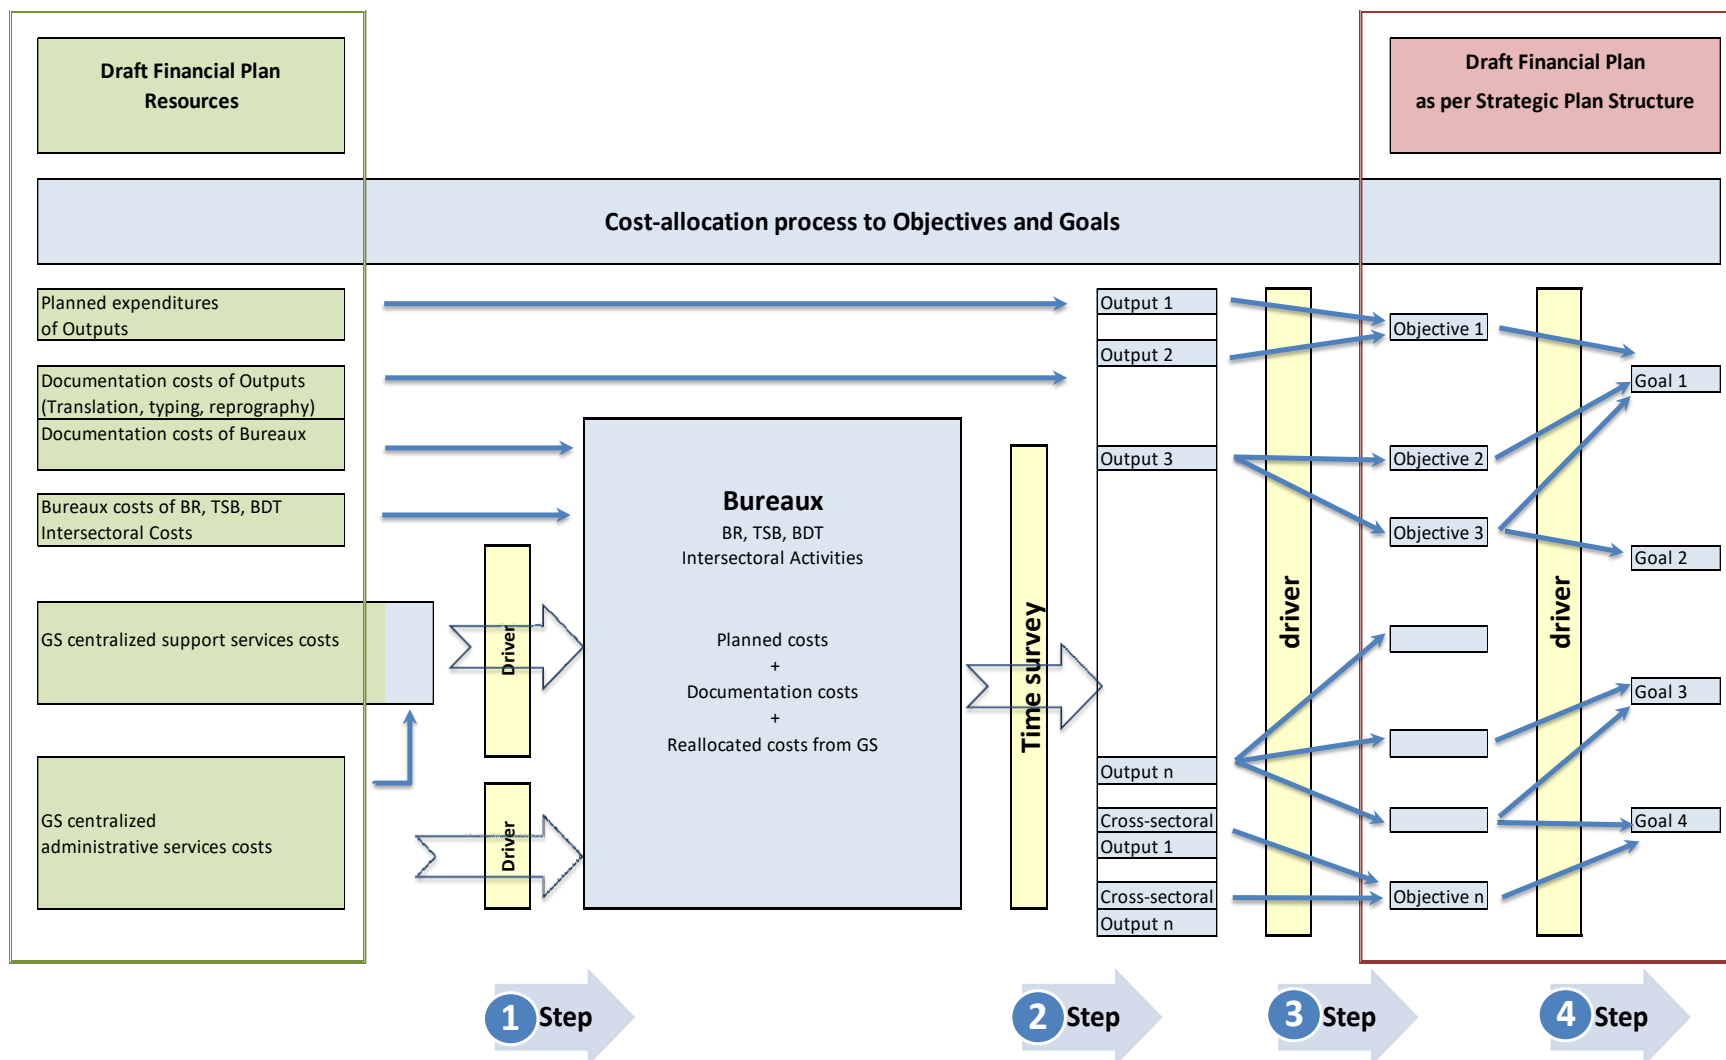 Draft Financial Plan
Resources
Draft Financial Plan
as per Strategic Plan Structure
Cost-allocation process to Objectives and Goals
Planned expenditures
of Outputs
Documentation costs of Outputs
(Translation, typing, reprography)
Documentation costs of Bureaux
Bureaux costs of BR, TSB, BDT
Intersectoral Costs
GS centralized support services costs
GS centralized
administrative services costs
Driver
Driver
Bureaux
BR, TSB, BDT
Intersectoral Activities
Planned costs
+
Documentation costs
+
Reallocated costs from GS
Time survey
Output 1
Output 2
Output 3
Output n
Cross-sectoral
Output 1
Cross-sectoral
Output n
driver
Objective 1
Objective 2
Objective 3
Objective n
driver
Goal 1
Goal 2
Goal 3
Goal 4
1 Step
2 Step
3 Step
4 Step